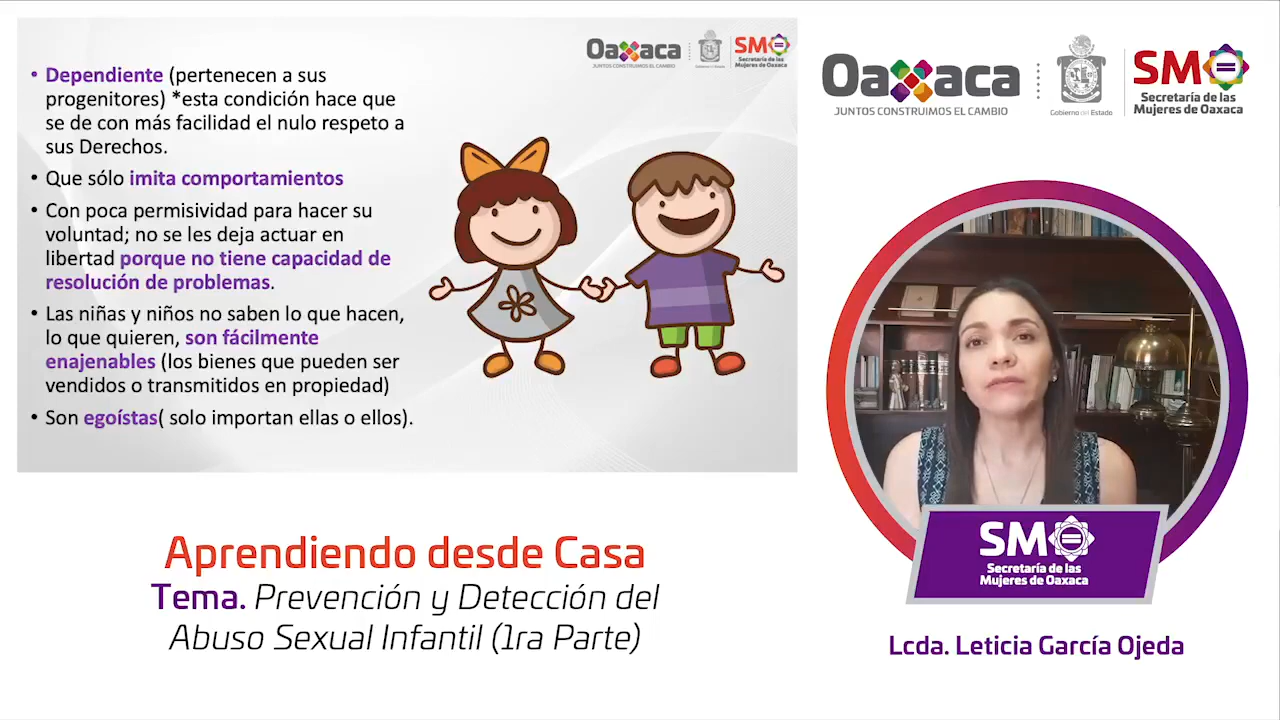 Oaxaca
JUNTOS CONSTRUIMOS EL CAMBIO
Gobierno del Estado
SM
Secretaría de las
Mujeres de Oaxaca
• Dependiente (pertenecen a sus
progenitores) *esta condición hace que
se de con más facilidad el nulo respeto a
sus Derechos.
• Que sólo imita comportamientos
• Con poca permisividad para hacer su
voluntad; no se les deja actuar en
libertad porque no tiene capacidad de
resolución de problemas.
• Las niñas y niños no saben lo que hacen,
lo que quieren, son fácilmente
enajenables (los bienes que pueden ser
vendidos o transmitidos en propiedad)
• Son egoístas( solo importan ellas o ellos).
Oaxaca
JUNTOS CONSTRUIMOS EL CAMBIO
Gobierno del Estado
SM
Secretaría de las
Mujeres de Oaxaca
SM
Secretaría de las
Mujeres de Oaxaca
Lcda. Leticia García Ojeda
Aprendiendo desde Casa
Tema. Prevención y Detección del
Abuso Sexual Infantil (1ra Parte)